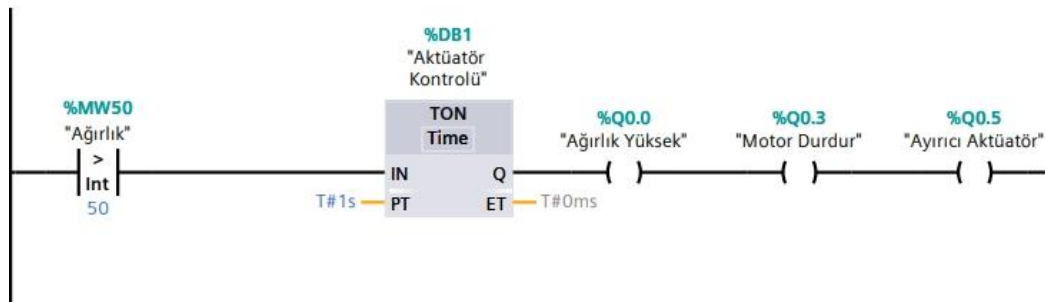 %DB1
"Aktüatör
Kontrolü"
%MW50
"Ağırlık"
>
Int
50
TON
Time
IN
Q
T#1s
PT
ET
T#0ms
%Q0.0
"Ağırlık Yüksek"
%Q0.3
"Motor Durdur"
%Q0.5
"Ayırıcı Aktüatör"